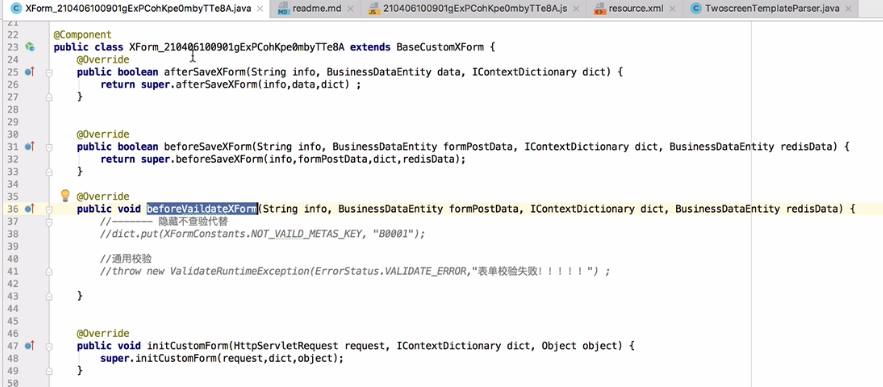 XForm_210406100901gExPCohKpe0mbyTTe8A.java readme.md 210406100901gExPCohKpe0mbyTTe8A.js resource.xml TwoscreenTemplateParser.java
21
22 @Component
23 public class XForm_210406100901gExPCohKpe0mbyTTe8A extends BaseCustomXForm {
24 @Override
25 public boolean afterSaveXForm(String info, BusinessDataEntity data, IContextDictionary dict) {
26 return super.afterSaveXForm(info,data,dict) ;
27 }
28
29
30 @Override
31 public boolean beforeSaveXForm(String info, BusinessDataEntity formPostData, IContextDictionary dict, BusinessDataEntity redisData) {
32 return super.beforeSaveXForm(info,formPostData,dict,redisData);
33 }
34
35 @Override
36 public void beforeVaildateXForm(String info, BusinessDataEntity formPostData, IContextDictionary dict, BusinessDataEntity redisData) {
37 //------- 隐藏不查验代替
38 //dict.put(XFormConstants.NOT_VAILD_METAS_KEY, "B0001");
39
40 //通用校验
41 //throw new ValidateRuntimeException(ErrorStatus.VALIDATE_ERROR,"表单校验失败!!!!!") ;
42
43 }
44
45
46 @Override
47 public void initCustomForm(HttpServletRequest request, IContextDictionary dict, Object object) {
48 super.initCustomForm(request,dict,object);
49 }
50